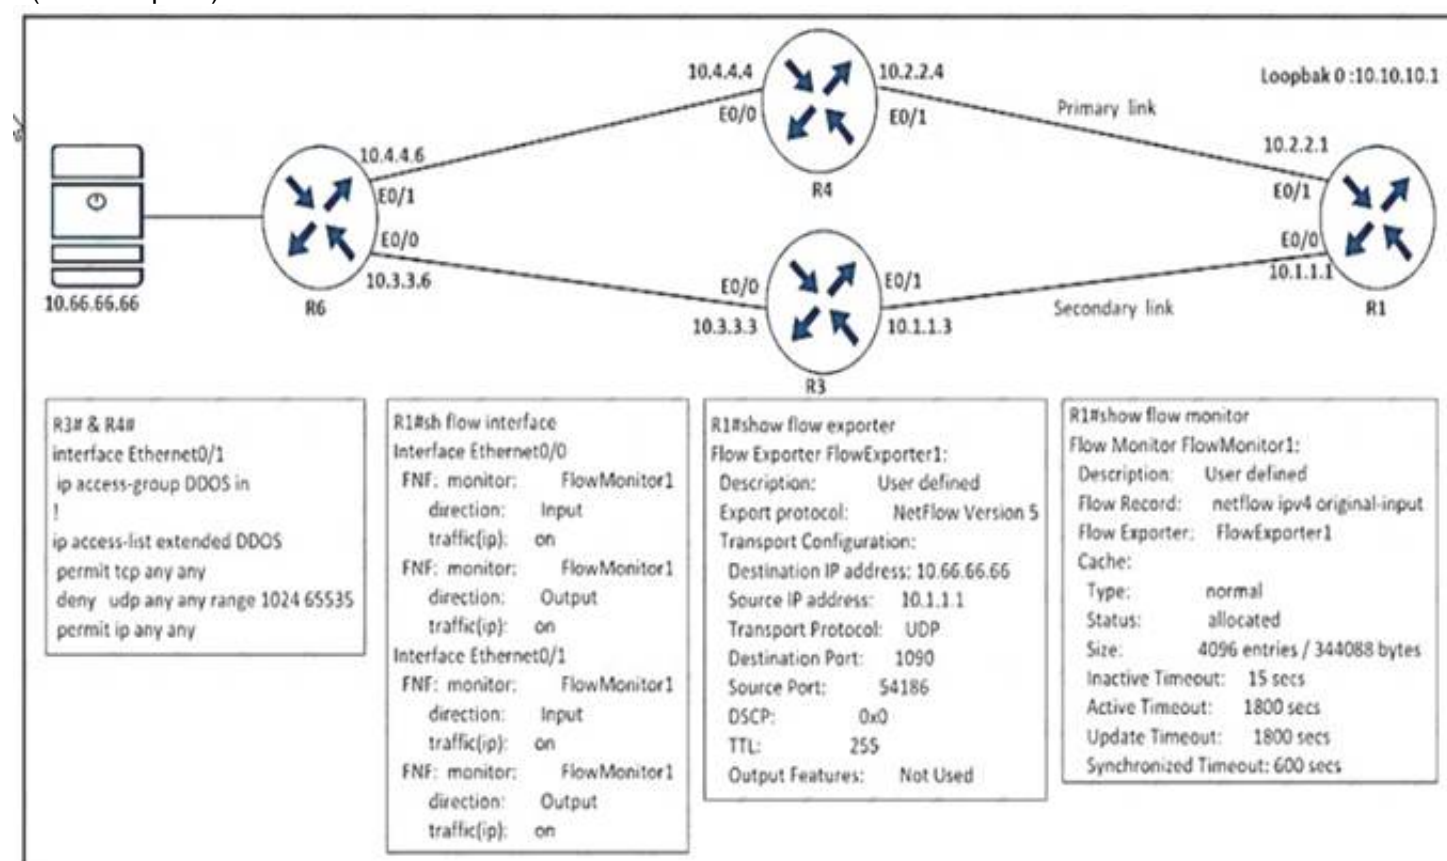 10.4.4.4
R4
10.2.2.4
Loopbak 0 :10.10.10.1
E0/0
E0/1
Primary link
10.2.2.1
10.4.4.6
E0/1
E0/1
E0/0
E0/0
10.1.1.1
10.66.66.66
R6
10.3.3.6
E0/0
E0/1
Secondary link
R1
10.3.3.3
10.1.1.3
R3
R3# & R4#
interface Ethernet0/1
ip access-group DDOS in
!
ip access-list extended DDOS
permit tcp any any
deny udp any any range 1024 65535
permit ip any any
R1#sh flow interface
Interface Ethernet0/0
FNF: monitor: FlowMonitor1
direction: Input
traffic(ip): on
FNF: monitor: FlowMonitor1
direction: Output
traffic(ip): on
Interface Ethernet0/1
FNF: monitor: FlowMonitor1
direction: Input
traffic(ip): on
FNF: monitor: FlowMonitor1
direction: Output
traffic(ip): on
R1#show flow exporter
Flow Exporter FlowExporter1:
Description: User defined
Export protocol: NetFlow Version 5
Transport Configuration:
Destination IP address: 10.66.66.66
Source IP address: 10.1.1.1
Transport Protocol: UDP
Destination Port: 1090
Source Port: 54186
DSCP: 0x0
TTL: 255
Output Features: Not Used
R1#show flow monitor
Flow Monitor FlowMonitor1:
Description: User defined
Flow Record: netflow ipv4 original-input
Flow Exporter: FlowExporter1
Cache:
Type: normal
Status: allocated
Size: 4096 entries / 344088 bytes
Inactive Timeout: 15 secs
Active Timeout: 1800 secs
Update Timeout: 1800 secs
Synchronized Timeout: 600 secs